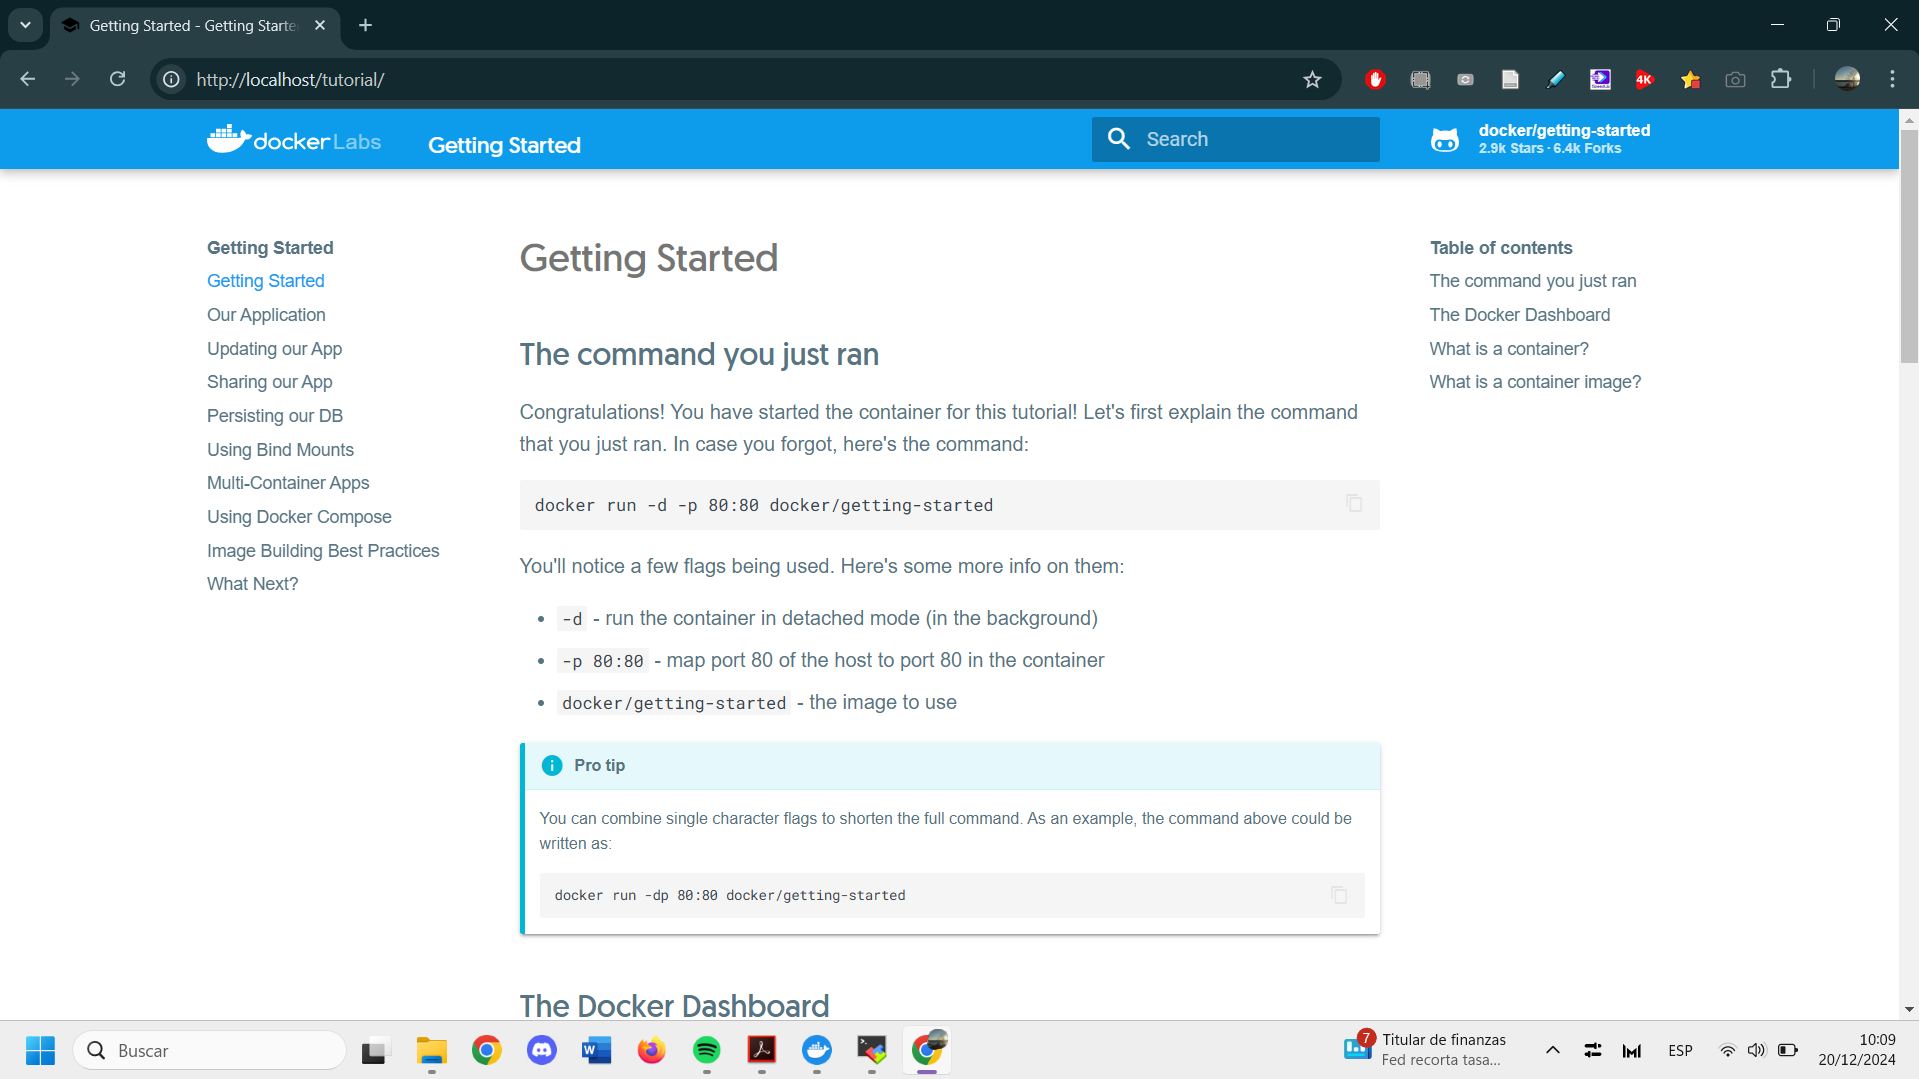 Getting Started - Getting Starte
http://localhost/tutorial/
docker Labs
Getting Started
Search
docker/getting-started
2.9k Stars · 6.4k Forks
Getting Started
Getting Started
Our Application
Updating our App
Sharing our App
Persisting our DB
Using Bind Mounts
Multi-Container Apps
Using Docker Compose
Image Building Best Practices
What Next?
Getting Started
The command you just ran
Congratulations! You have started the container for this tutorial! Let's first explain the command
that you just ran. In case you forgot, here's the command:
docker run -d -p 80:80 docker/getting-started
You'll notice a few flags being used. Here's some more info on them:
-d - run the container in detached mode (in the background)
-p 80:80 - map port 80 of the host to port 80 in the container
docker/getting-started - the image to use
Pro tip
You can combine single character flags to shorten the full command. As an example, the command above could be
written as:
docker run -dp 80:80 docker/getting-started
The Docker Dashboard
Table of contents
The command you just ran
The Docker Dashboard
What is a container?
What is a container image?
Buscar
7
Titular de finanzas
Fed recorta tasa...
ESP
10:09
20/12/2024
4K